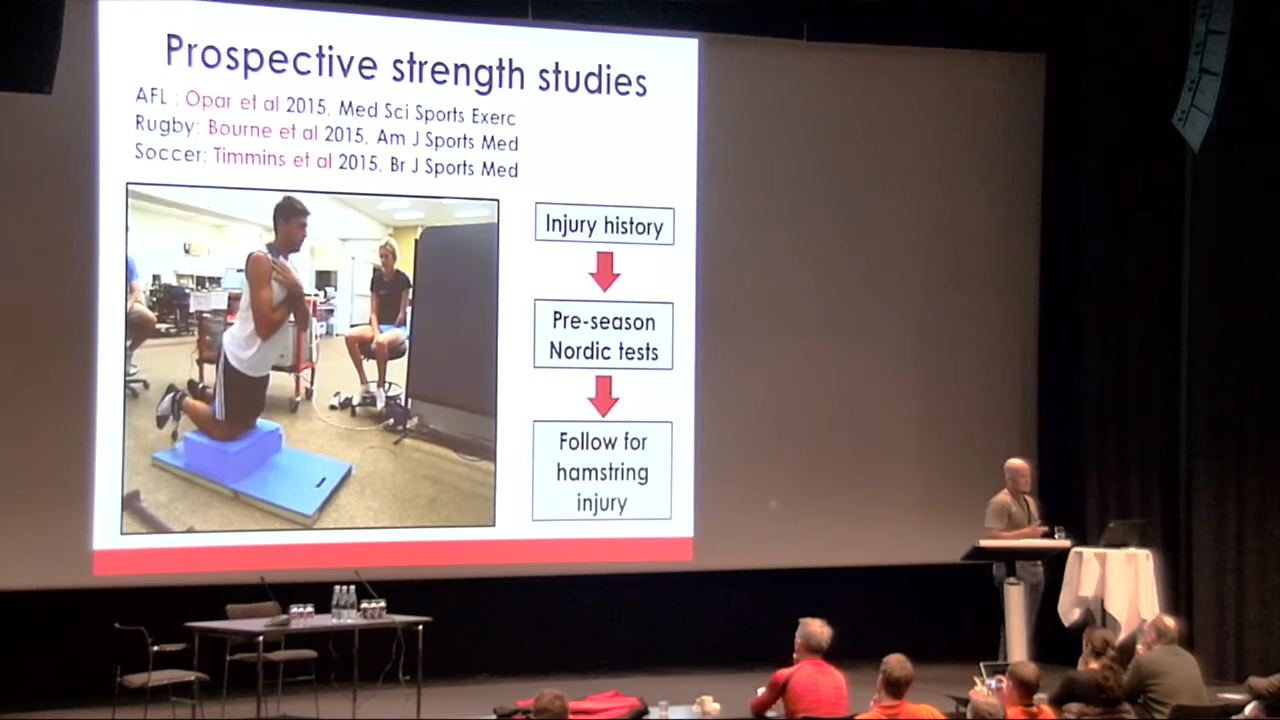 Prospective strength studies
AFL : Opar et al 2015, Med Sci Sports Exerc
Rugby: Bourne et al 2015, Am J Sports Med
Soccer: Timmins et al 2015, Br J Sports Med
Injury history
Pre-season
Nordic tests
Follow for
hamstring
injury